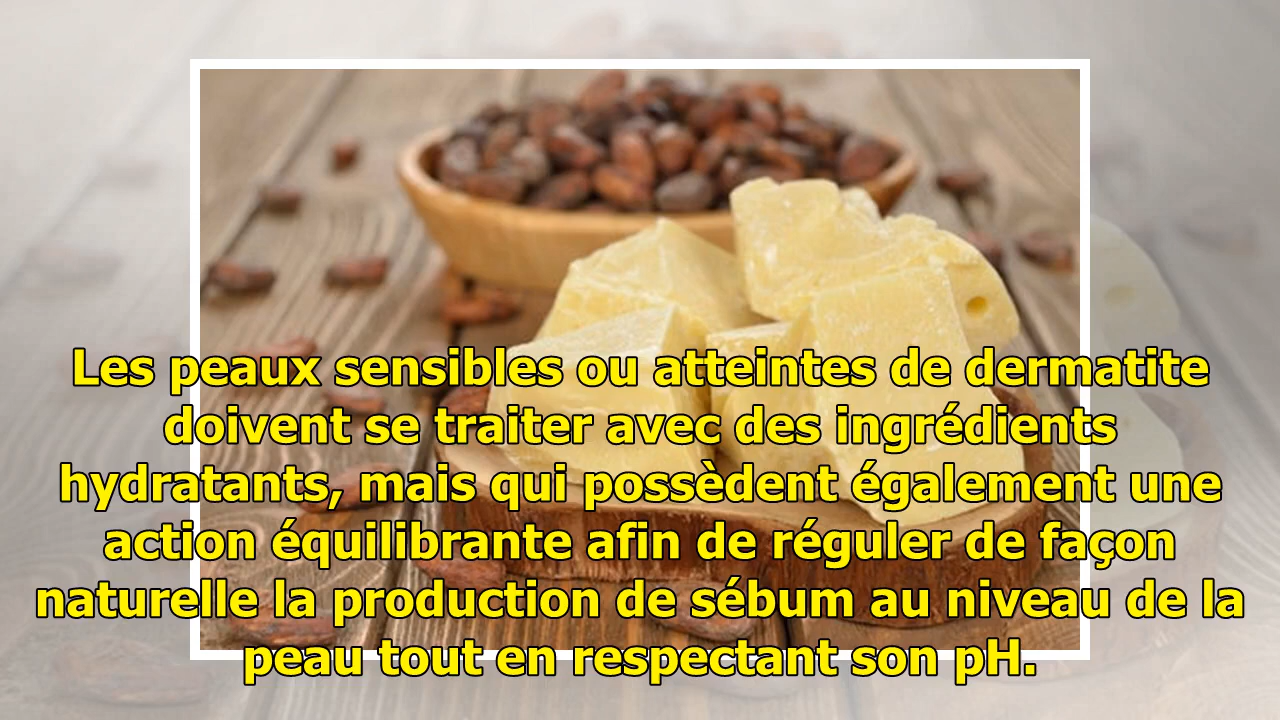 Les peaux sensibles ou atteintes de dermatite
doivent se traiter avec des ingrédients
hydratants, mais qui possèdent également une
action équilibrante afin de réguler de façon
naturelle la production de sébum au niveau de la
peau tout en respectant son pH.